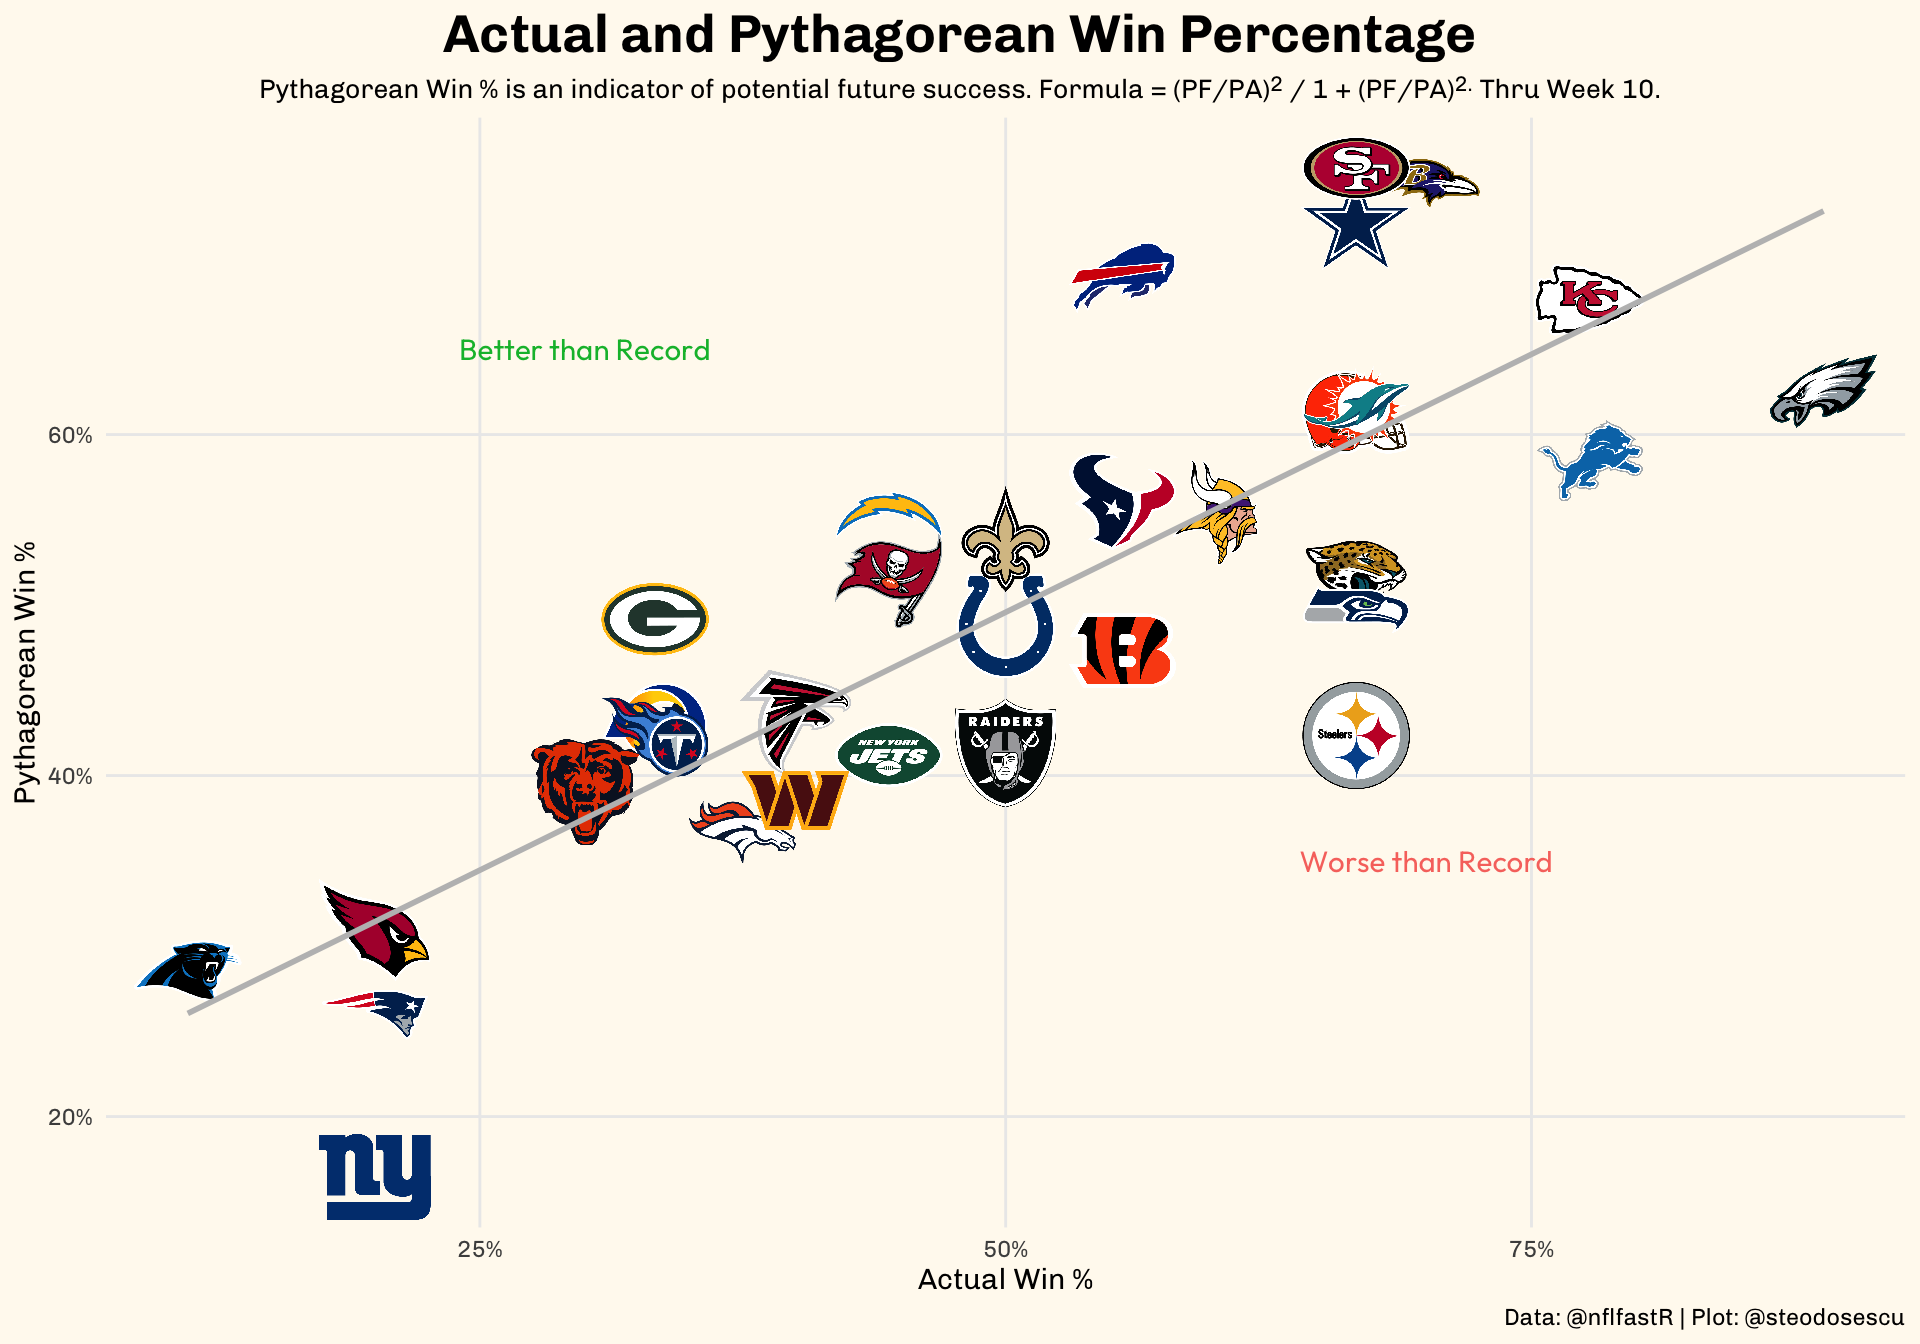 Actual and Pythagorean Win Percentage
Pythagorean Win % is an indicator of potential future success. Formula = (PF/PA)² / 1 + (PF/PA)²· Thru Week 10.
SF
B
KC
Better than Record
60%
G
Pythagorean Win %
B
T
RAIDERS
NEW YORK
JETS
Steelers
40%
W
Worse than Record
20%
ny
25%
50%
75%
Actual Win %
Data: @nflfastR | Plot: @steodosescu